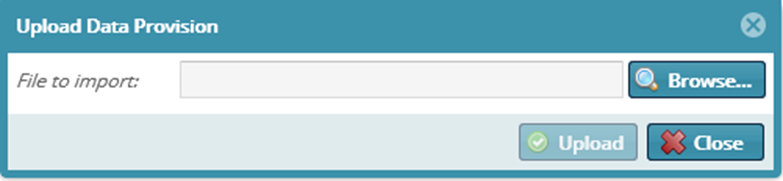 Upload Data Provision
File to import:
Browse...
Upload
Close